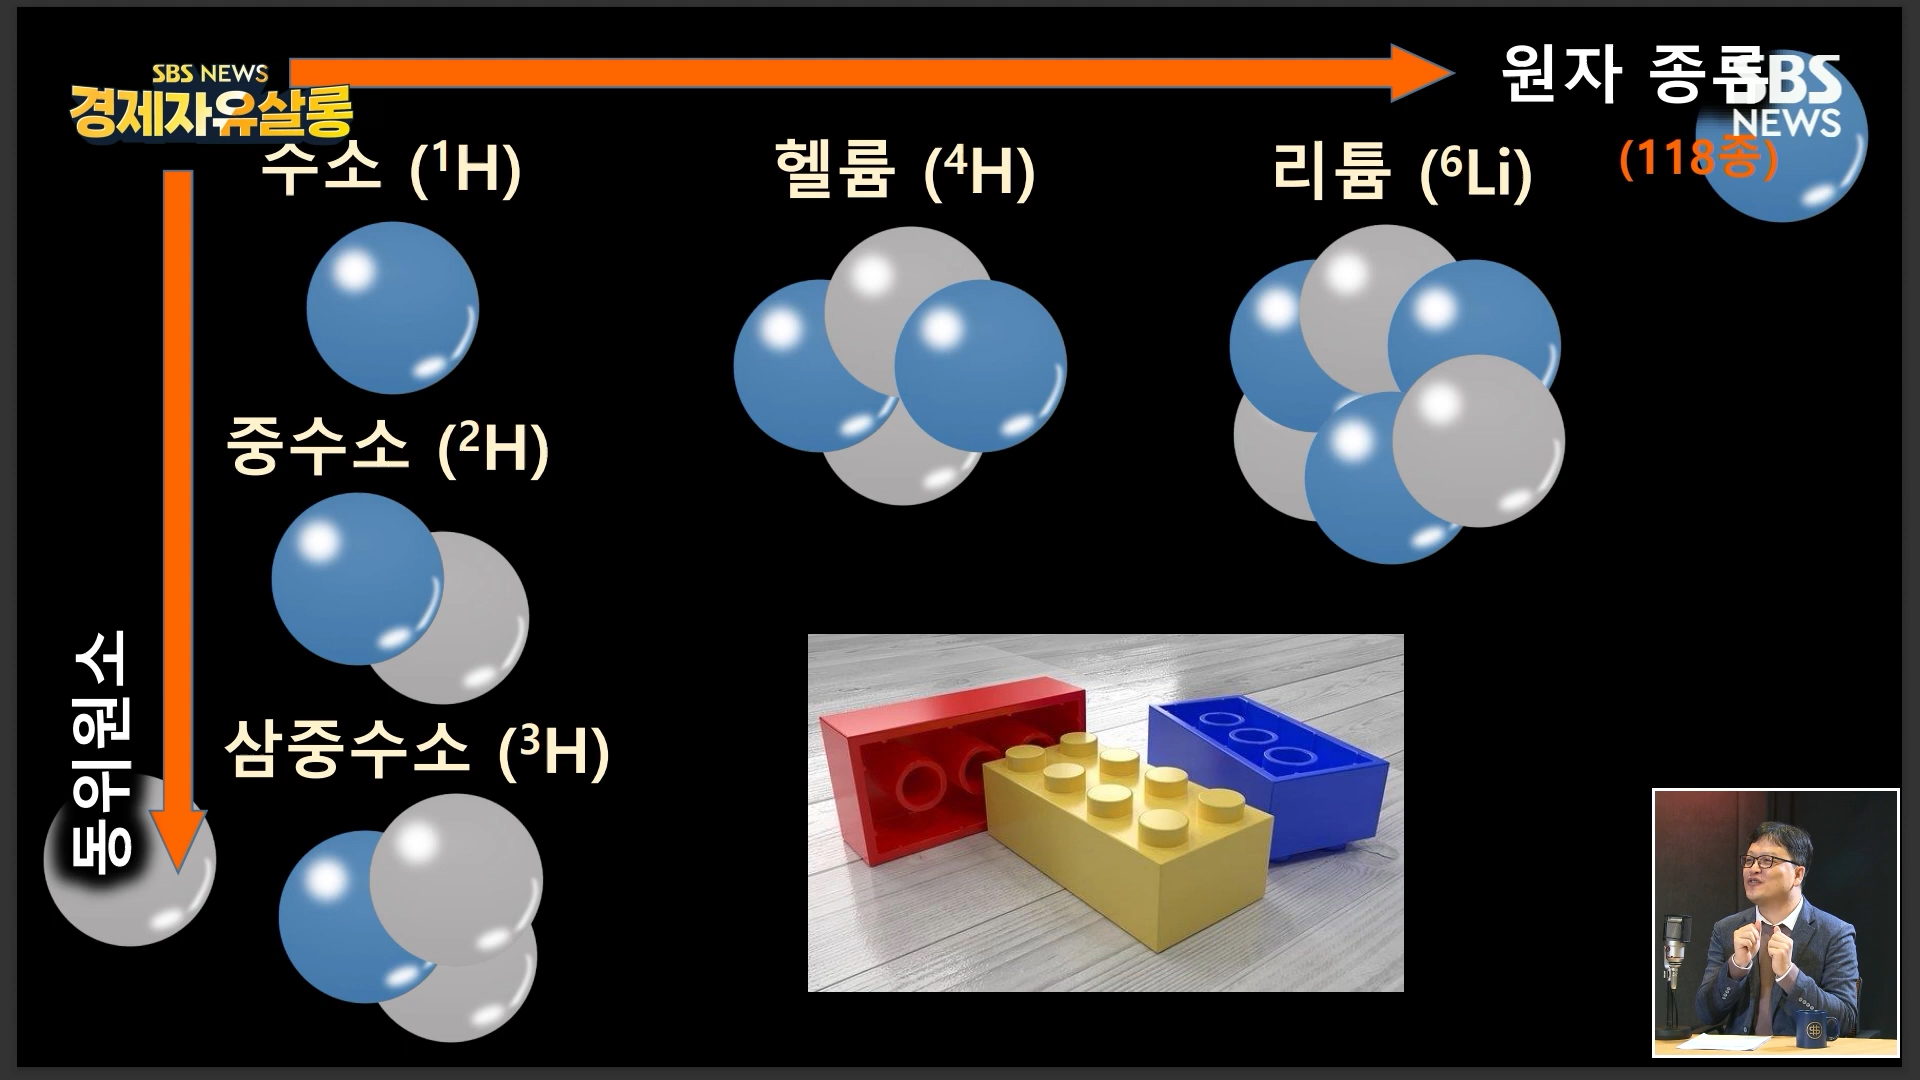 SBS NEWS
경제자유살롱
원자 종류
SBS
NEWS
(118종)
수소 (¹H)
헬륨 (⁴H)
리튬 (⁶Li)
중수소 (²H)
삼중수소 (³H)
동위원소